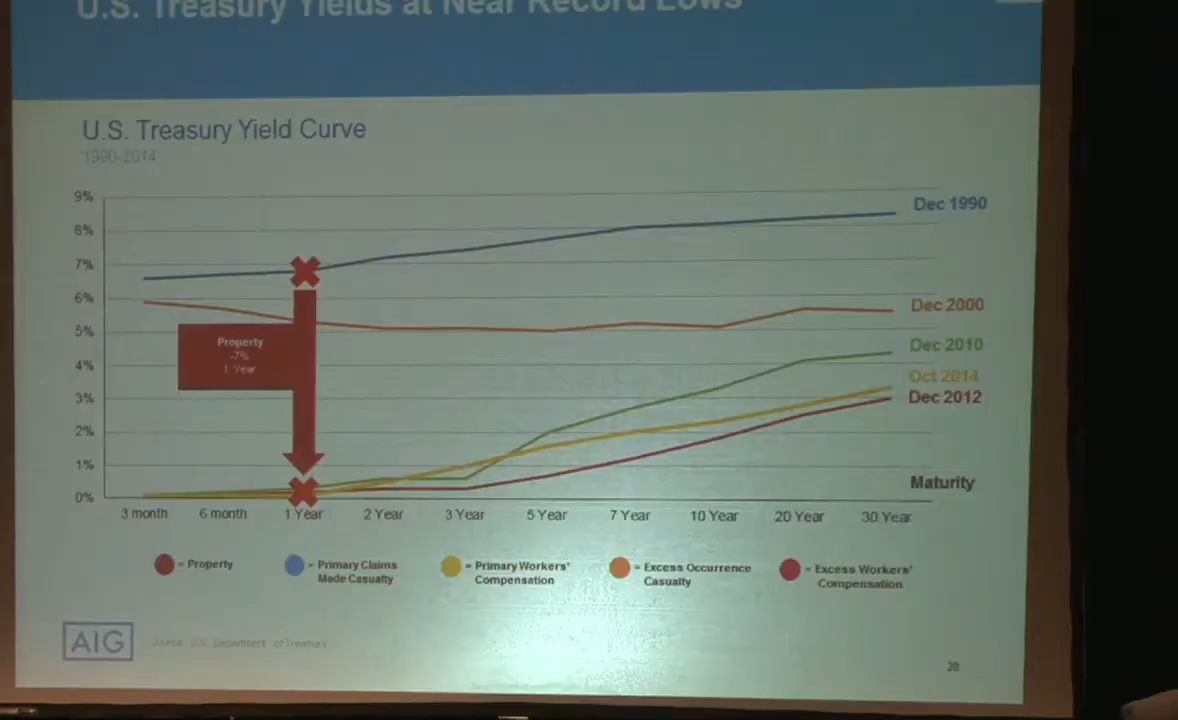 U.S. Treasury Yields at Near Record Lows
U.S. Treasury Yield Curve
1990-2014
9%
8%
7%
6%
5%
4%
3%
2%
1%
0%
Dec 1990
Dec 2000
Dec 2010
Oct 2014
Dec 2012
Property
-7%
1 Year
Maturity
3 month 6 month 1 Year 2 Year 3 Year 5 Year 7 Year 10 Year 20 Year 30 Year
= Property
= Primary Claims
Made Casualty
= Primary Workers'
Compensation
= Excess Occurrence
Casualty
= Excess Workers'
Compensation
AIG
Source: U.S. Department of Treasury
28